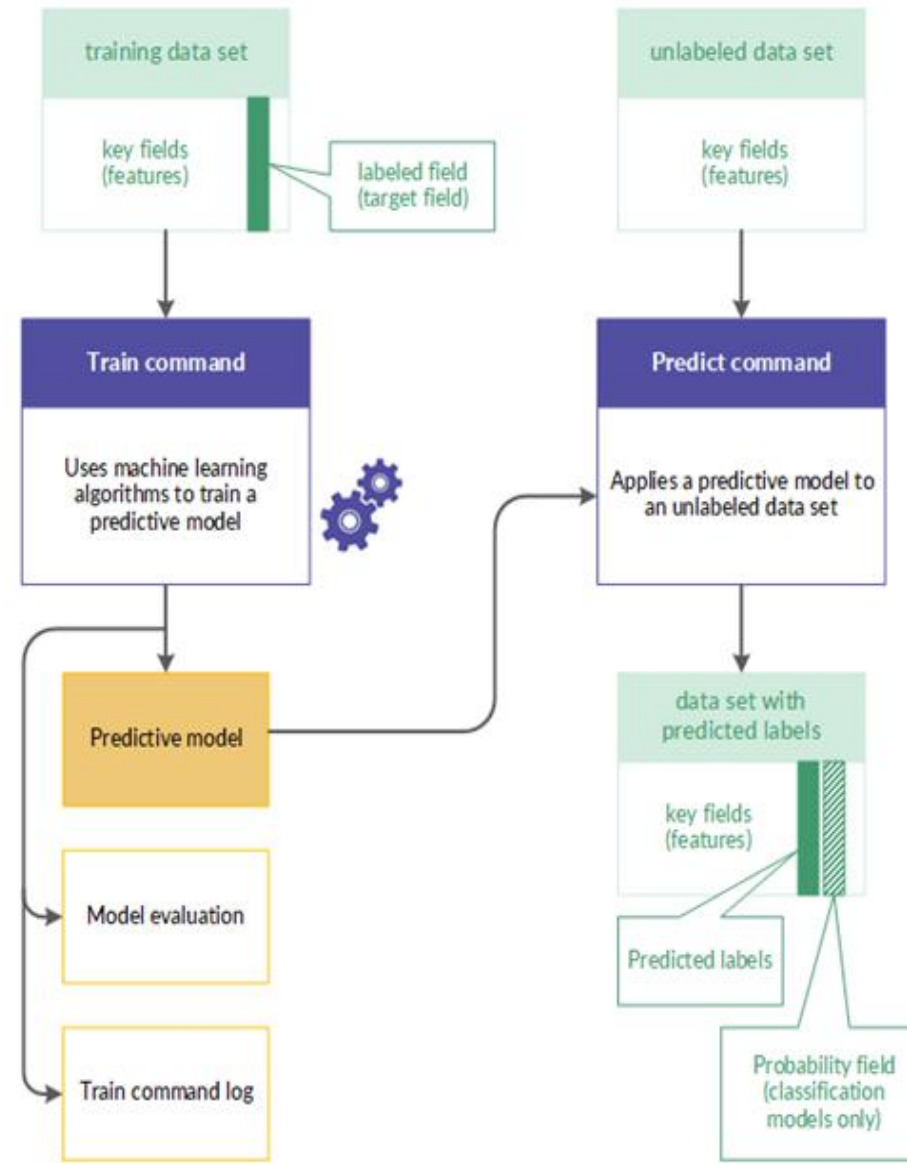 training data set
key fields
(features)
labeled field
(target field)
Train command
Uses machine learning
algorithms to train a
predictive model
Predictive model
Model evaluation
Train command log
unlabeled data set
key fields
(features)
Predict command
Applies a predictive model to
an unlabeled data set
data set with
predicted labels
key fields
(features)
Predicted labels
Probability field
(classification
models only)